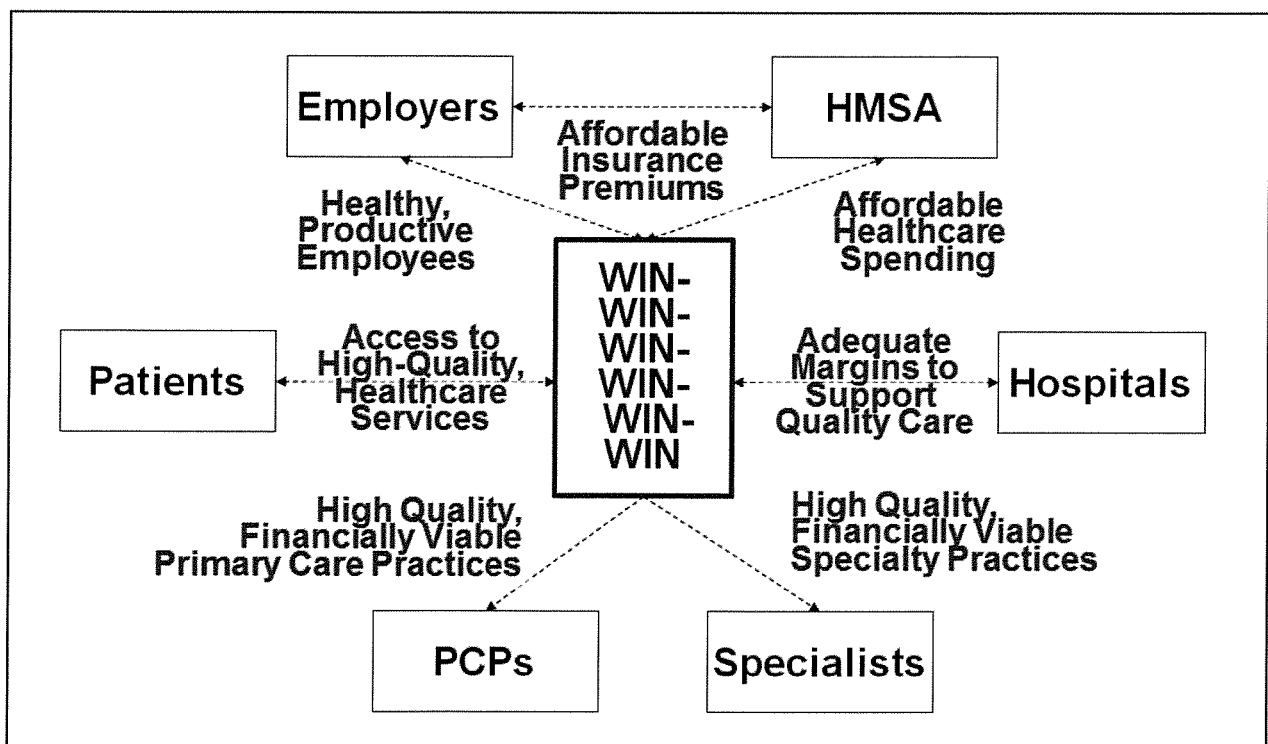 Employers
HMSA
Affordable
Insurance
Premiums
Healthy,
Productive
Employees
Affordable
Healthcare
Spending
WIN-
WIN-
WIN-
WIN-
WIN-
WIN
Patients
Access to
High-Quality,
Healthcare
Services
Adequate
Margins to
Support
Quality Care
Hospitals
High Quality,
Financially Viable
Primary Care Practices
High Quality,
Financially Viable
Specialty Practices
PCPs
Specialists